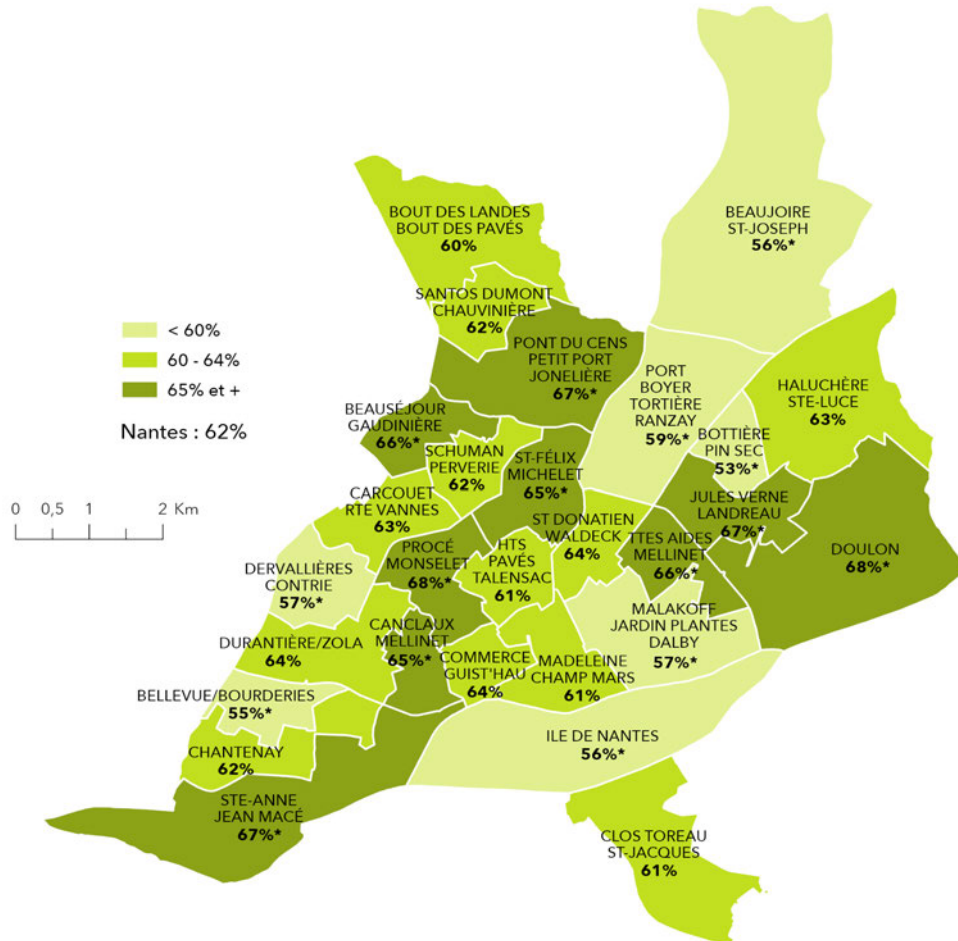 BEAUJOIRE
ST-JOSEPH
56%*
BOUT DES LANDES
BOUT DES PAVÉS
60%
SANTOS DUMONT
CHAUVINIÈRE
62%
< 60%
60 - 64%
65% et +
Nantes : 62%
PONT DU CENS
PETIT PORT
JONELIÈRE
67%*
PORT
BOYER
TORTIÈRE
RANZAY
59%*
HALUCHÈRE
STE-LUCE
63%
BEAUSÉJOUR
GAUDINIÈRE
66%*
BOTTIÈRE
PIN SEC
53%*
SCHUMAN
PERVERIE
62%
ST-FÉLIX
MICHELET
65%*
0 0,5 1 2 Km
CARCOUET
RTE VANNES
63%
JULES VERNE
LANDREAU
67%*
ST DONATIEN
WALDECK
64%
TTES AIDES
MELLINET
66%*
DOULON
68%*
PROCÉ
MONSELET
68%*
HTS
PAVÉS
TALENSAC
61%
DERVALLIÈRES
CONTRIE
57%*
MALAKOFF
JARDIN PLANTES
DALBY
57%*
DURANTIÈRE/ZOLA
64%
CANCLAUX
MELLINET
65%*
COMMERCE
GUIST'HAU
64%
MADELEINE
CHAMP MARS
61%
BELLEVUE/BOURDERIES
55%*
ILE DE NANTES
56%*
CHANTENAY
62%
STE-ANNE
JEAN MACÉ
67%*
CLOS TOREAU
ST-JACQUES
61%